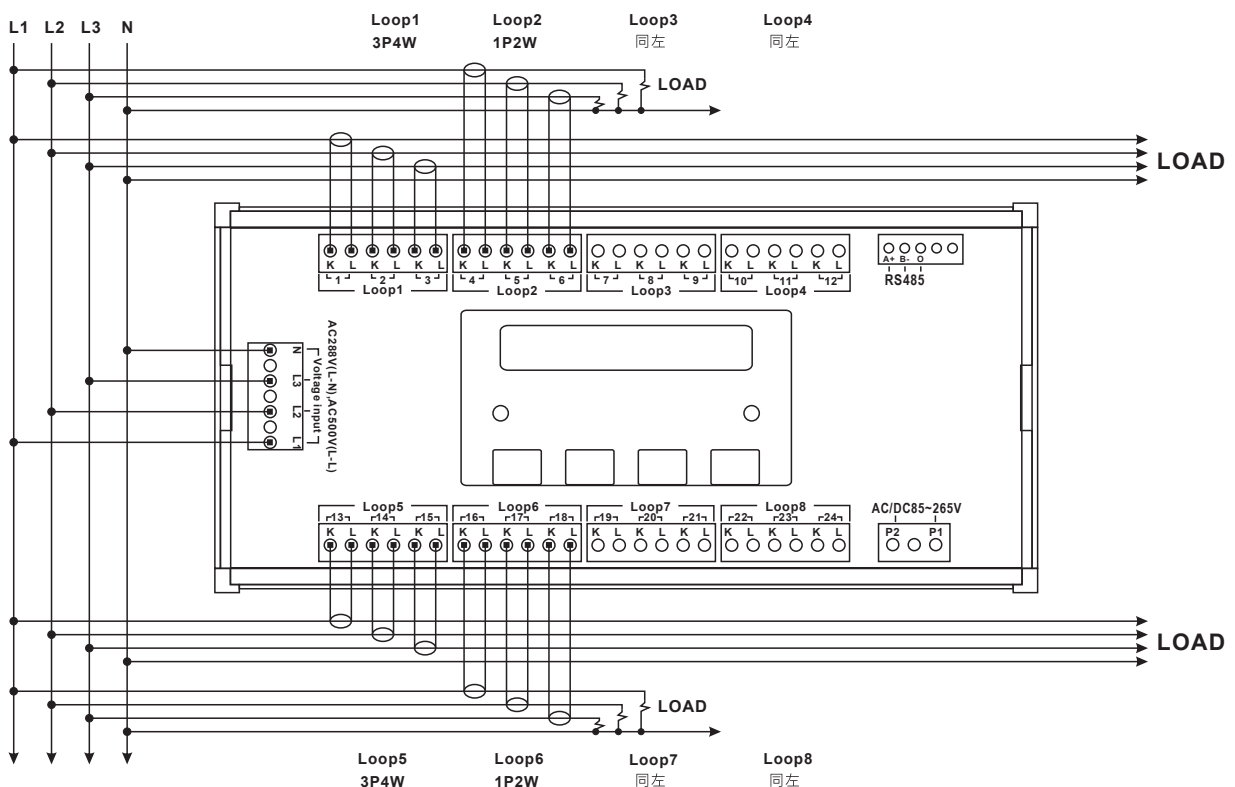 L1 L2 L3 N
Loop1 Loop2 Loop3 Loop4
3P4W 1P2W 同左 同左
LOAD
LOAD
K L K L K L K L K L K L K L K L K L K L K L K L
1 2 3 4 5 6 7 8 9 10 11 12
Loop1 Loop2 Loop3 Loop4
A+ B- O
RS485
N L3 L2 L1
Voltage input
AC288V(L-N),AC500V(L-L)
Loop5 Loop6 Loop7 Loop8
13 14 15 16 17 18 19 20 21 22 23 24
K L K L K L K L K L K L K L K L K L K L K L K L
AC/DC85~265V
P2 P1
LOAD
LOAD
Loop5 Loop6 Loop7 Loop8
3P4W 1P2W 同左 同左